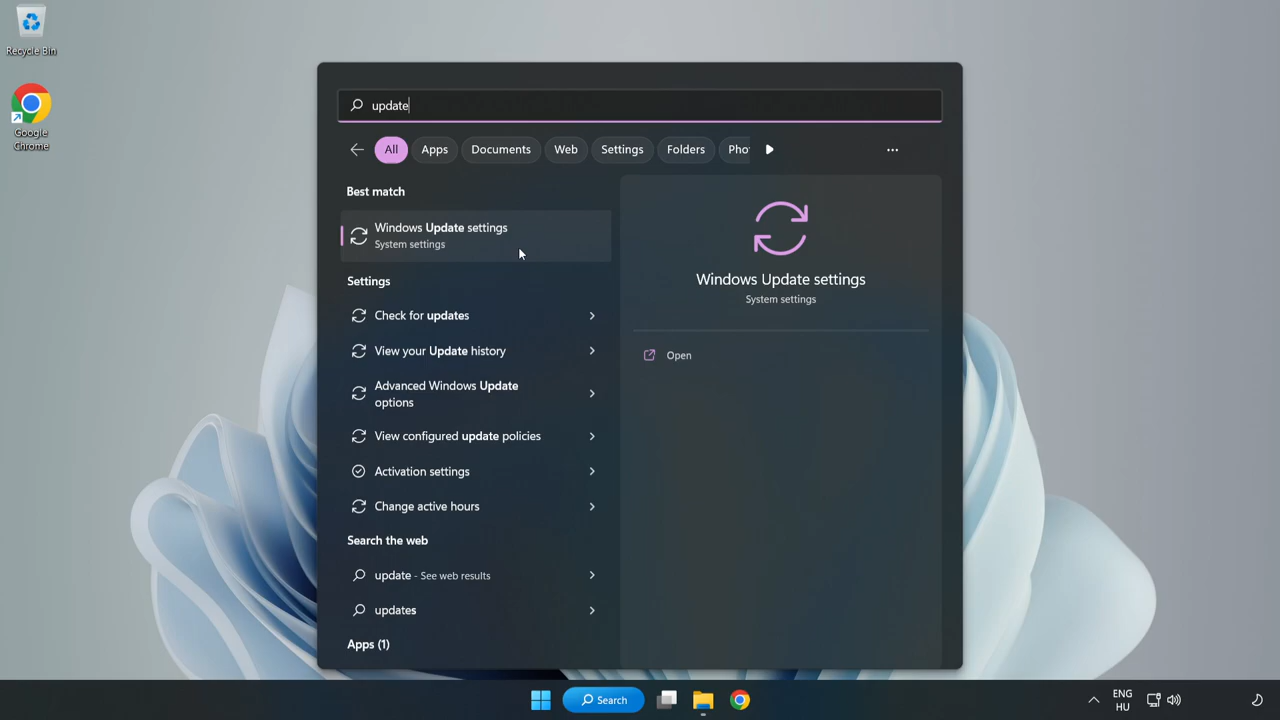 Recycle Bin
Google
Chrome
update
All
Apps
Documents
Web
Settings
Folders
Pho
Best match
Windows Update settings
System settings
Settings
Check for updates
View your Update history
Advanced Windows Update
options
View configured update policies
Activation settings
Change active hours
Search the web
update - See web results
updates
Apps (1)
Windows Update settings
System settings
Open
Search
ENG
HU